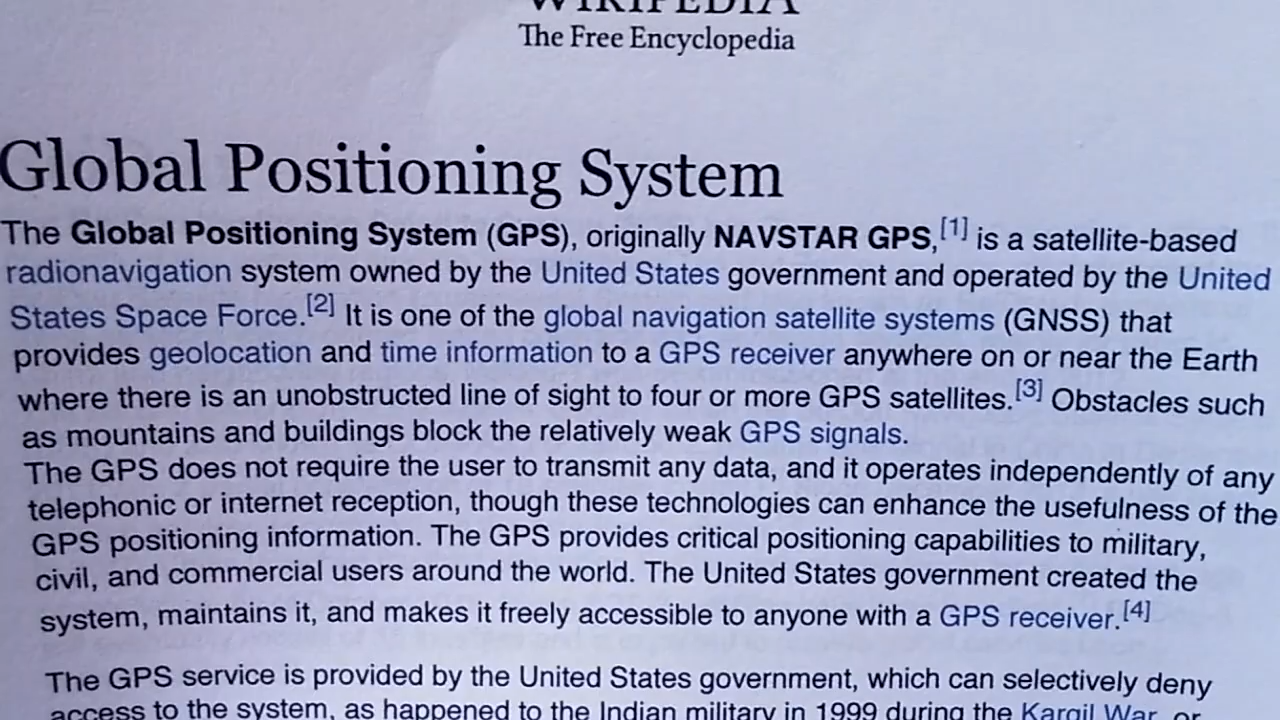 WIKIPEDIA
The Free Encyclopedia
Global Positioning System
The Global Positioning System (GPS), originally NAVSTAR GPS,[1] is a satellite-based
radionavigation system owned by the United States government and operated by the United
States Space Force.[2] It is one of the global navigation satellite systems (GNSS) that
provides geolocation and time information to a GPS receiver anywhere on or near the Earth
where there is an unobstructed line of sight to four or more GPS satellites.[3] Obstacles such
as mountains and buildings block the relatively weak GPS signals.
The GPS does not require the user to transmit any data, and it operates independently of any
telephonic or internet reception, though these technologies can enhance the usefulness of the
GPS positioning information. The GPS provides critical positioning capabilities to military,
civil, and commercial users around the world. The United States government created the
system, maintains it, and makes it freely accessible to anyone with a GPS receiver.[4]
The GPS service is provided by the United States government, which can selectively deny
access to the system, as happened to the Indian military in 1999 during the Kargil War, or